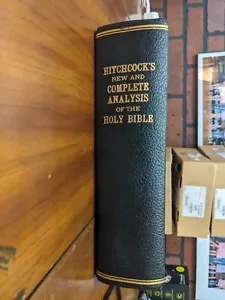 HITCHCOCK'S
NEW AND
COMPLETE
ANALYSIS
OF THE
HOLY BIBLE